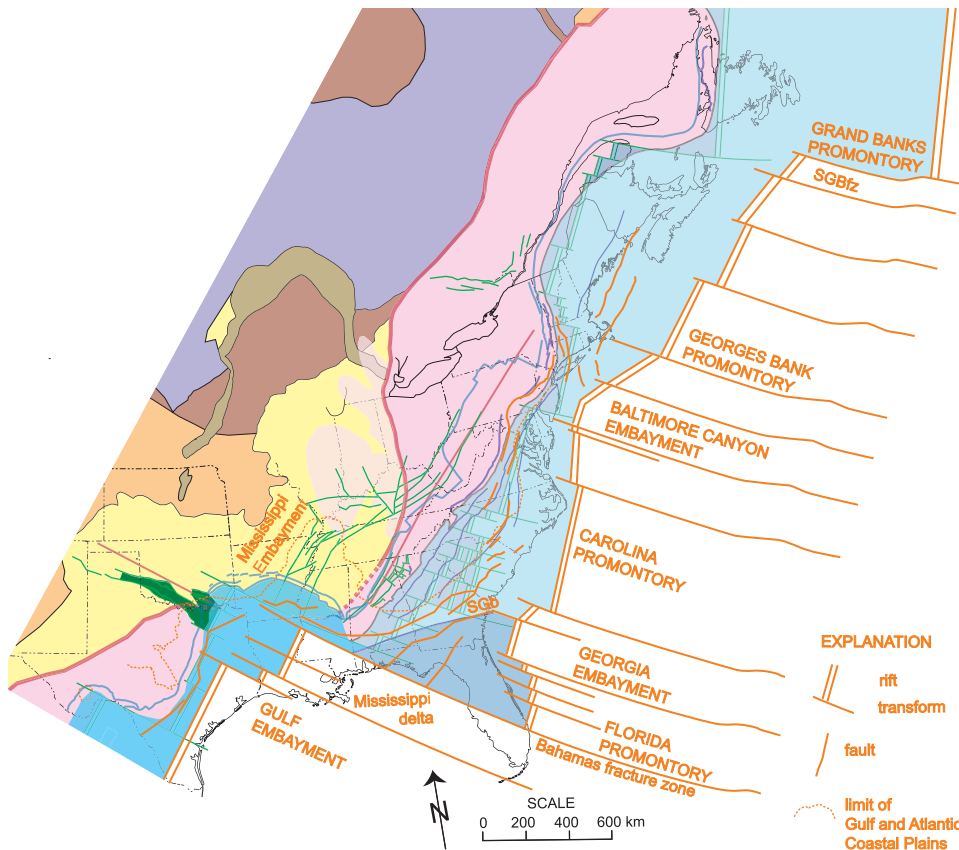 GRAND BANKS
PROMONTORY
SGBfz
GEORGES BANK
PROMONTORY
BALTIMORE CANYON
EMBAYMENT
Mississippi
Embayment
CAROLINA
PROMONTORY
SGb
GEORGIA
EMBAYMENT
Mississippi
delta
GULF
EMBAYMENT
FLORIDA
PROMONTORY
Bahamas fracture zone
EXPLANATION
rift
transform
fault
limit of
Gulf and Atlantic
Coastal Plains
N
SCALE
0 200 400 600 km